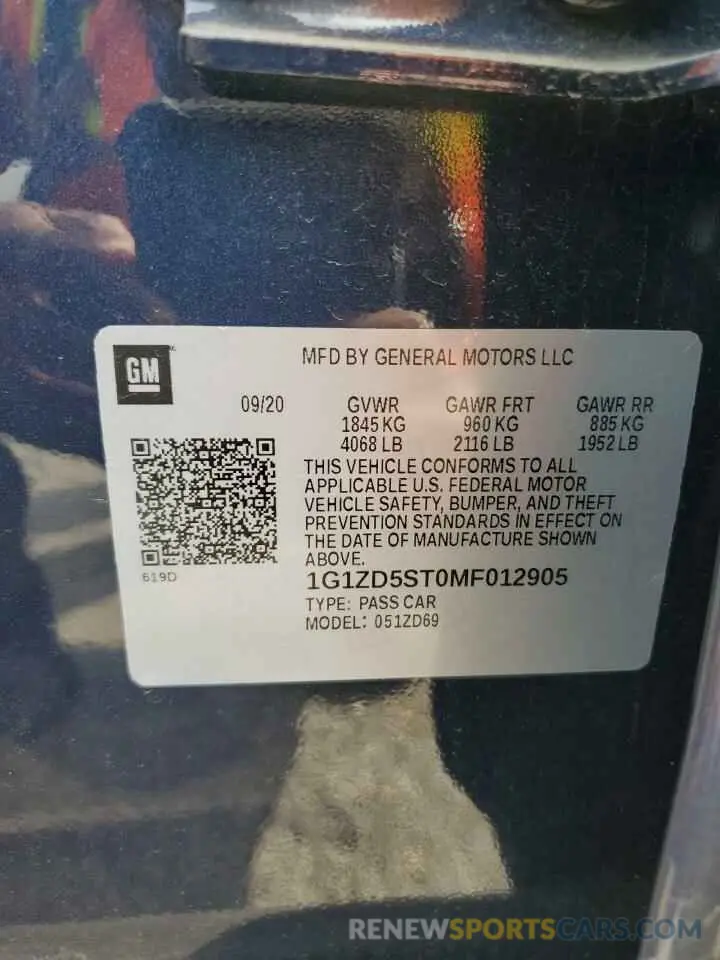 GM
MFD BY GENERAL MOTORS LLC
09/20 GVWR GAWR FRT GAWR RR
1845 KG 960 KG 885 KG
4068 LB 2116 LB 1952 LB
THIS VEHICLE CONFORMS TO ALL
APPLICABLE U.S. FEDERAL MOTOR
VEHICLE SAFETY, BUMPER, AND THEFT
PREVENTION STANDARDS IN EFFECT ON
THE DATE OF MANUFACTURE SHOWN
ABOVE.
619D
1G1ZD5ST0MF012905
TYPE: PASS CAR
MODEL: 051ZD69
RENEWSPORTSCARS.COM